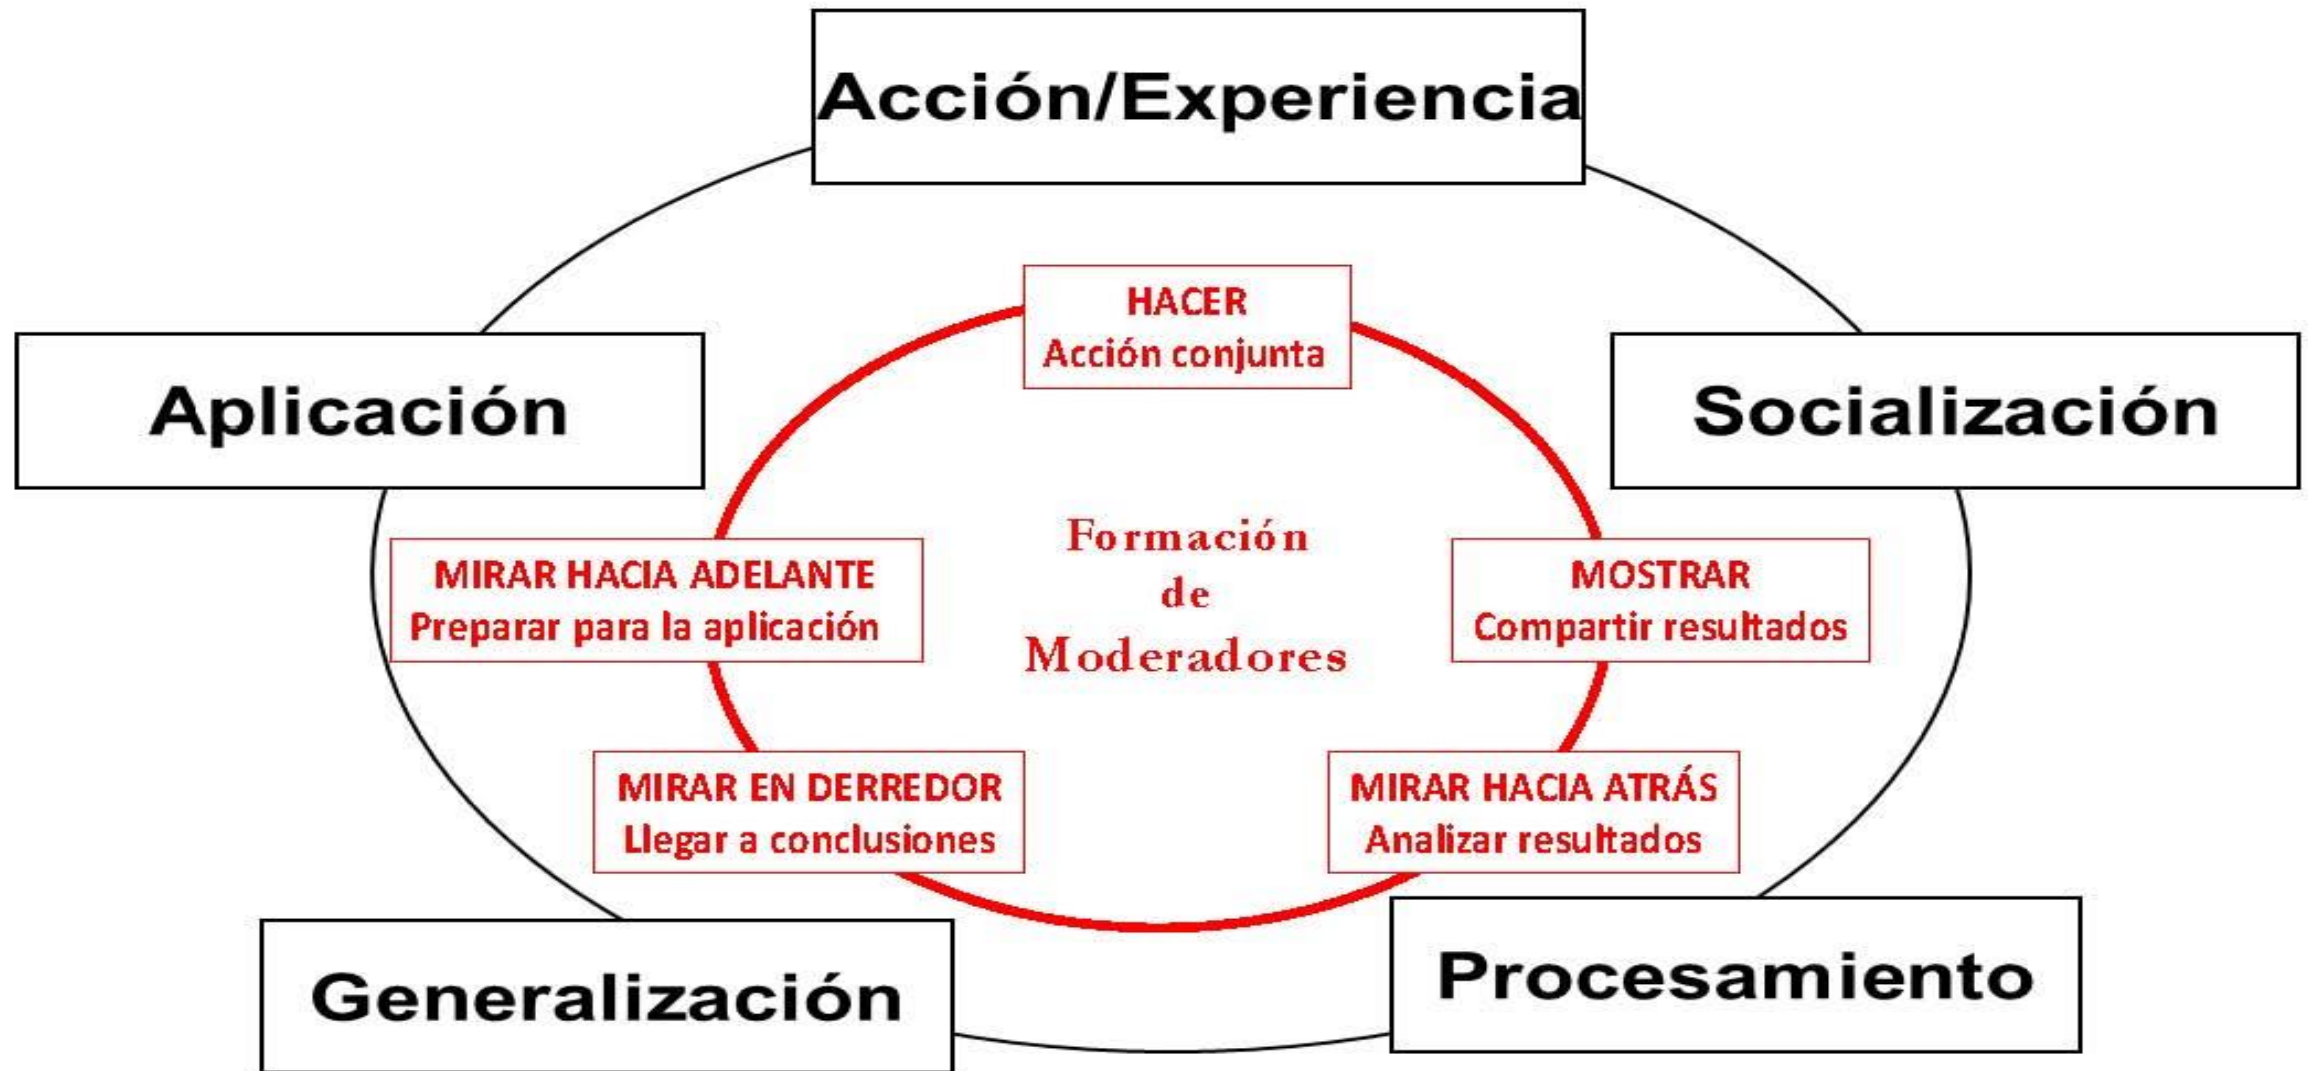 Acción/Experiencia
HACER
Acción conjunta
Aplicación
Socialización
Formación
de
Moderadores
MIRAR HACIA ADELANTE
Preparar para la aplicación
MOSTRAR
Compartir resultados
MIRAR EN DERREDOR
Llegar a conclusiones
MIRAR HACIA ATRÁS
Analizar resultados
Generalización
Procesamiento